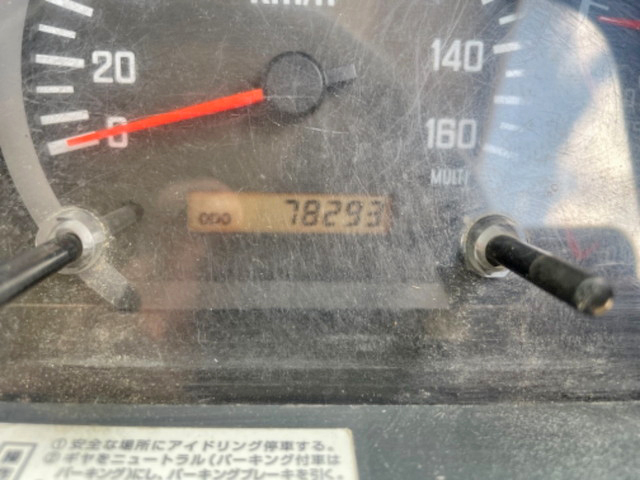 km/h
20
140
0
160
MULTI
ODO 78293
①安全な場所にアイドリング停車する。
②ギヤをニュートラル(パーキング付車は
パーキング)にし、パーキングブレーキを引く。